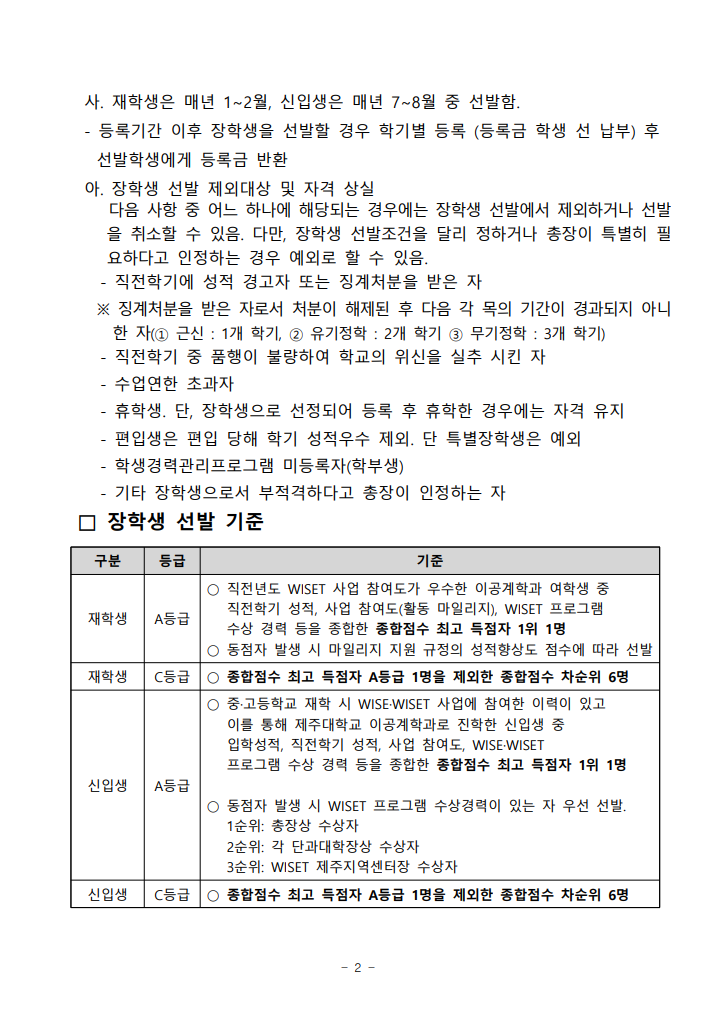 사. 재학생은 매년 1~2월, 신입생은 매년 7~8월 중 선발함.
- 등록기간 이후 장학생을 선발할 경우 학기별 등록 (등록금 학생 선 납부) 후
선발학생에게 등록금 반환
아. 장학생 선발 제외대상 및 자격 상실
다음 사항 중 어느 하나에 해당되는 경우에는 장학생 선발에서 제외하거나 선발
을 취소할 수 있음. 다만, 장학생 선발조건을 달리 정하거나 총장이 특별히 필
요하다고 인정하는 경우 예외로 할 수 있음.
- 직전학기에 성적 경고자 또는 징계처분을 받은 자
※ 징계처분을 받은 자로서 처분이 해제된 후 다음 각 목의 기간이 경과되지 아니
한 자(① 근신 : 1개 학기, ② 유기정학 : 2개 학기 ③ 무기정학 : 3개 학기)
- 직전학기 중 품행이 불량하여 학교의 위신을 실추 시킨 자
- 수업연한 초과자
- 휴학생. 단, 장학생으로 선정되어 등록 후 휴학한 경우에는 자격 유지
- 편입생은 편입 당해 학기 성적우수 제외. 단 특별장학생은 예외
- 학생경력관리프로그램 미등록자(학부생)
- 기타 장학생으로서 부적격하다고 총장이 인정하는 자
□ 장학생 선발 기준
구분 등급 기준
재학생 A등급
○ 직전년도 WISET 사업 참여도가 우수한 이공계학과 여학생 중
직전학기 성적, 사업 참여도(활동 마일리지), WISET 프로그램
수상 경력 등을 종합한 종합점수 최고 득점자 1위 1명
○ 동점자 발생 시 마일리지 지원 규정의 성적향상도 점수에 따라 선발
재학생 C등급 ○ 종합점수 최고 득점자 A등급 1명을 제외한 종합점수 차순위 6명
신입생 A등급
○ 중·고등학교 재학 시 WISE·WISET 사업에 참여한 이력이 있고
이를 통해 제주대학교 이공계학과로 진학한 신입생 중
입학성적, 직전학기 성적, 사업 참여도, WISE·WISET
프로그램 수상 경력 등을 종합한 종합점수 최고 득점자 1위 1명
○ 동점자 발생 시 WISET 프로그램 수상경력이 있는 자 우선 선발.
1순위: 총장상 수상자
2순위: 각 단과대학장상 수상자
3순위: WISET 제주지역센터장 수상자
신입생 C등급 ○ 종합점수 최고 득점자 A등급 1명을 제외한 종합점수 차순위 6명
- 2 -